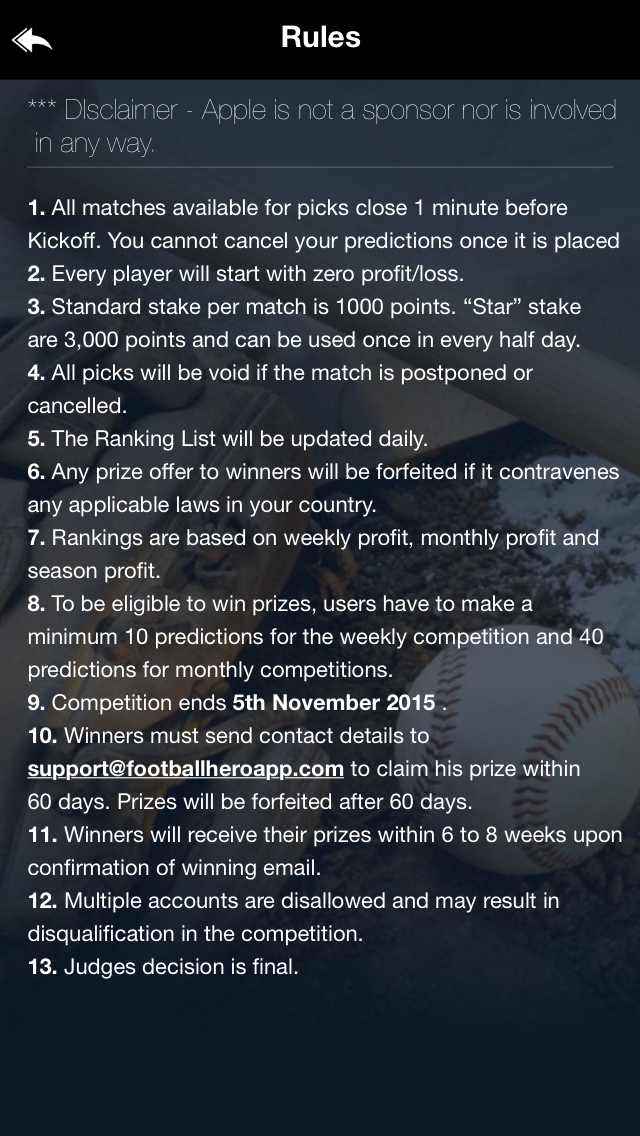 Rules
*** DIsclaimer - Apple is not a sponsor nor is involved
in any way.
1. All matches available for picks close 1 minute before
Kickoff. You cannot cancel your predictions once it is placed
2. Every player will start with zero profit/loss.
3. Standard stake per match is 1000 points. “Star” stake
are 3,000 points and can be used once in every half day.
4. All picks will be void if the match is postponed or
cancelled.
5. The Ranking List will be updated daily.
6. Any prize offer to winners will be forfeited if it contravenes
any applicable laws in your country.
7. Rankings are based on weekly profit, monthly profit and
season profit.
8. To be eligible to win prizes, users have to make a
minimum 10 predictions for the weekly competition and 40
predictions for monthly competitions.
9. Competition ends 5th November 2015 .
10. Winners must send contact details to
support@footballheroapp.com to claim his prize within
60 days. Prizes will be forfeited after 60 days.
11. Winners will receive their prizes within 6 to 8 weeks upon
confirmation of winning email.
12. Multiple accounts are disallowed and may result in
disqualification in the competition.
13. Judges decision is final.